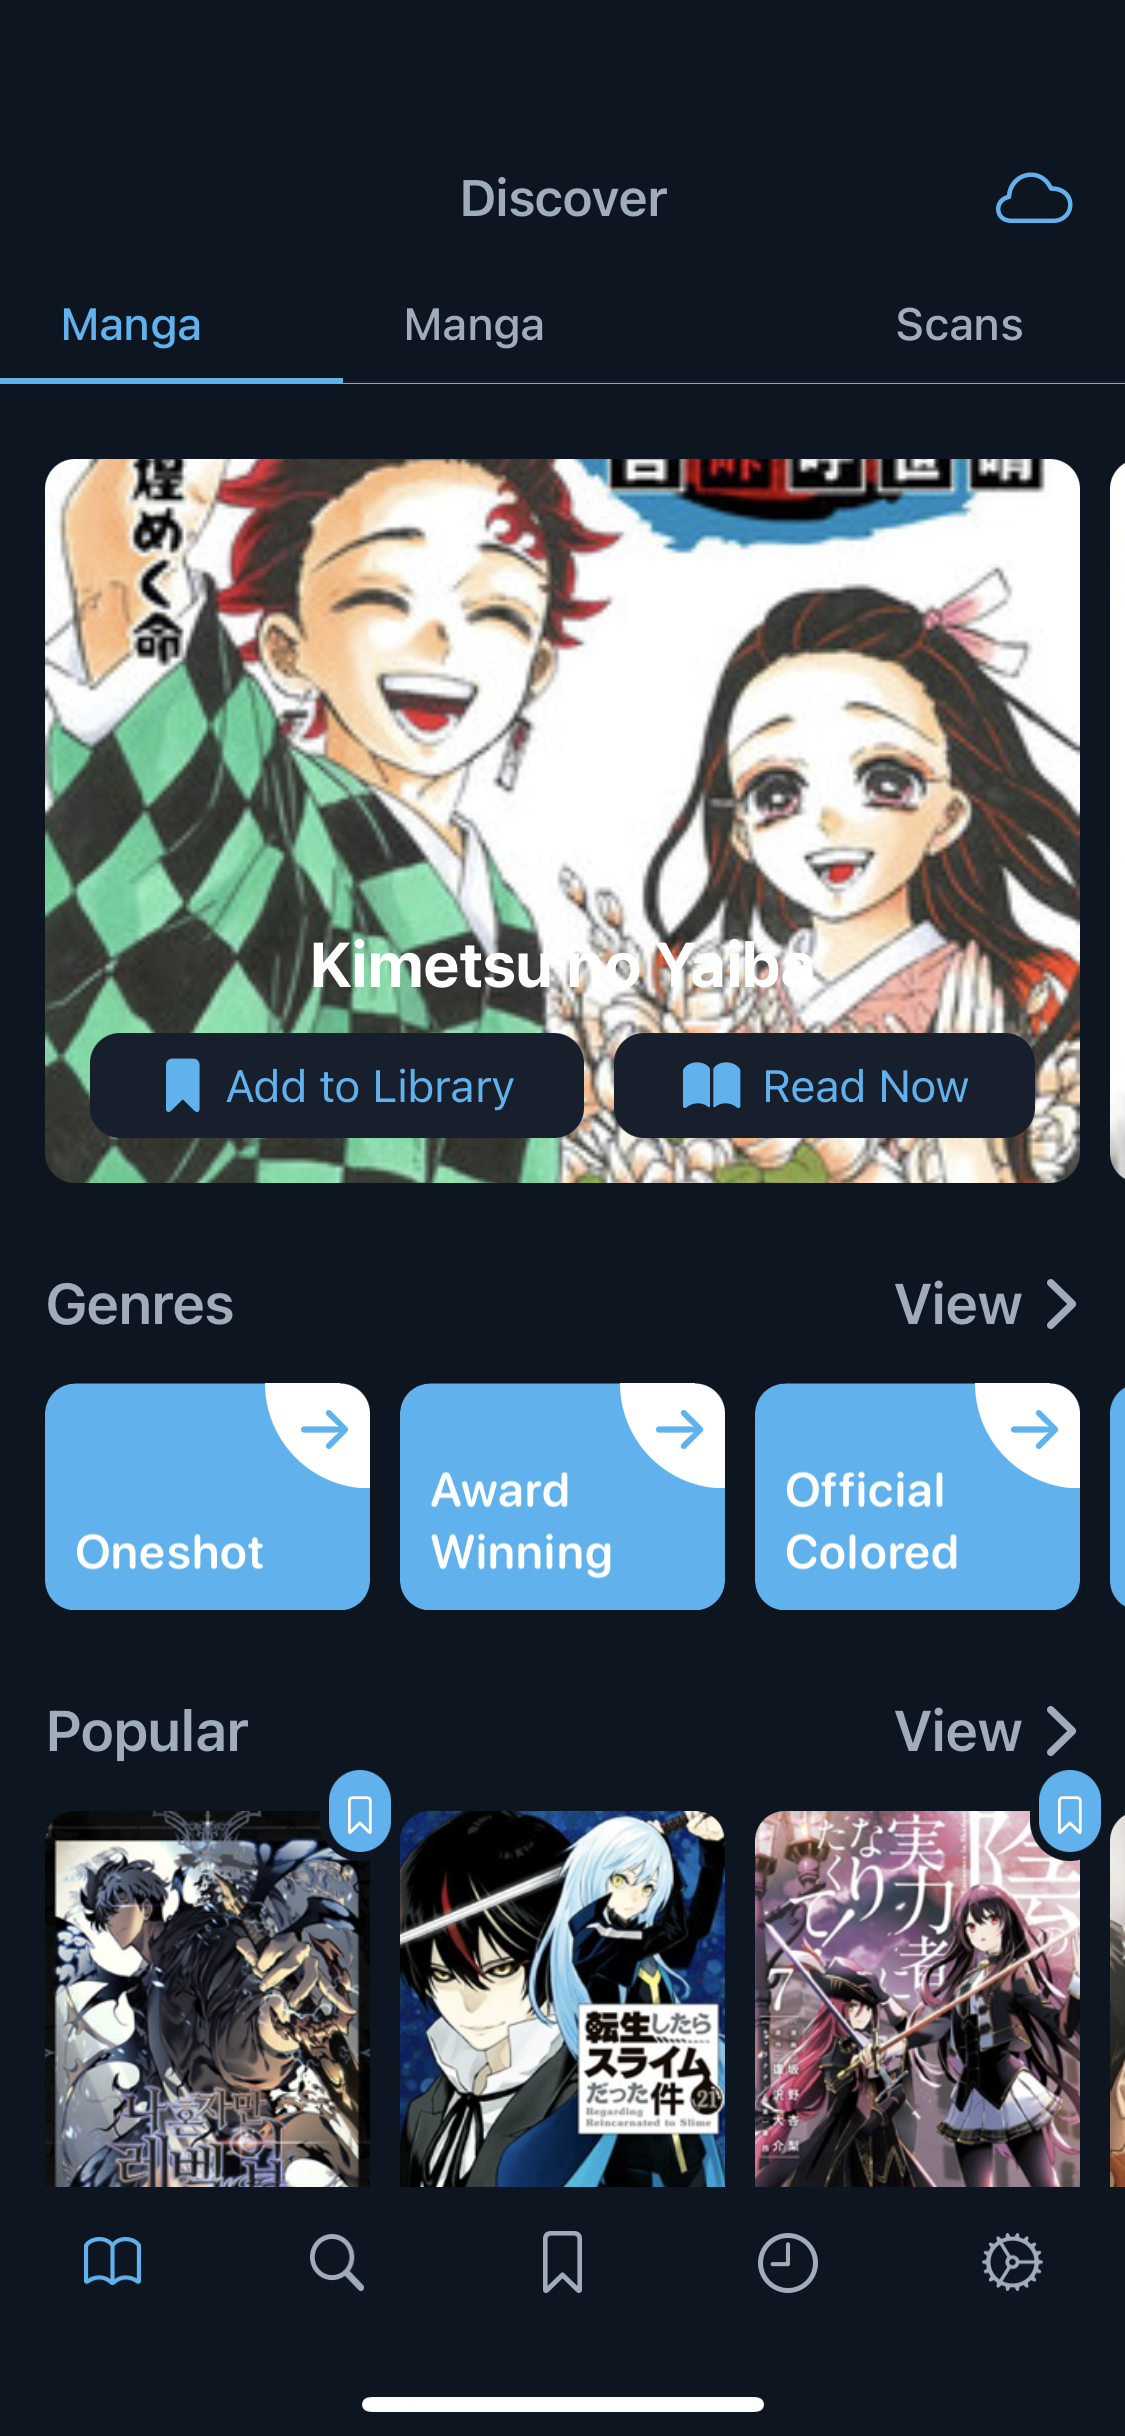 Discover
Manga
Manga
Scans
煌めく命
Kimetsu no Yaiba
Add to Library
Read Now
Genres
View
Oneshot
Award
Winning
Official
Colored
Popular
View
나 혼자만
레벨업
転生したら
スライム
だった件
21
Regarding
Reincarnated to Slime
陰の
実力者に
なりたくて!
7